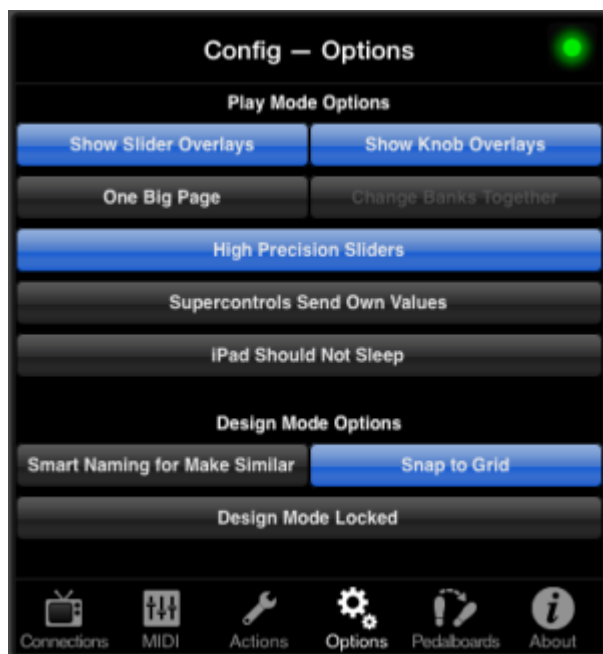 Config — Options
Play Mode Options
Show Slider Overlays
Show Knob Overlays
One Big Page
Change Banks Together
High Precision Sliders
Supercontrols Send Own Values
iPad Should Not Sleep
Design Mode Options
Smart Naming for Make Similar
Snap to Grid
Design Mode Locked
Connections
MIDI
Actions
Options
Pedalboards
About